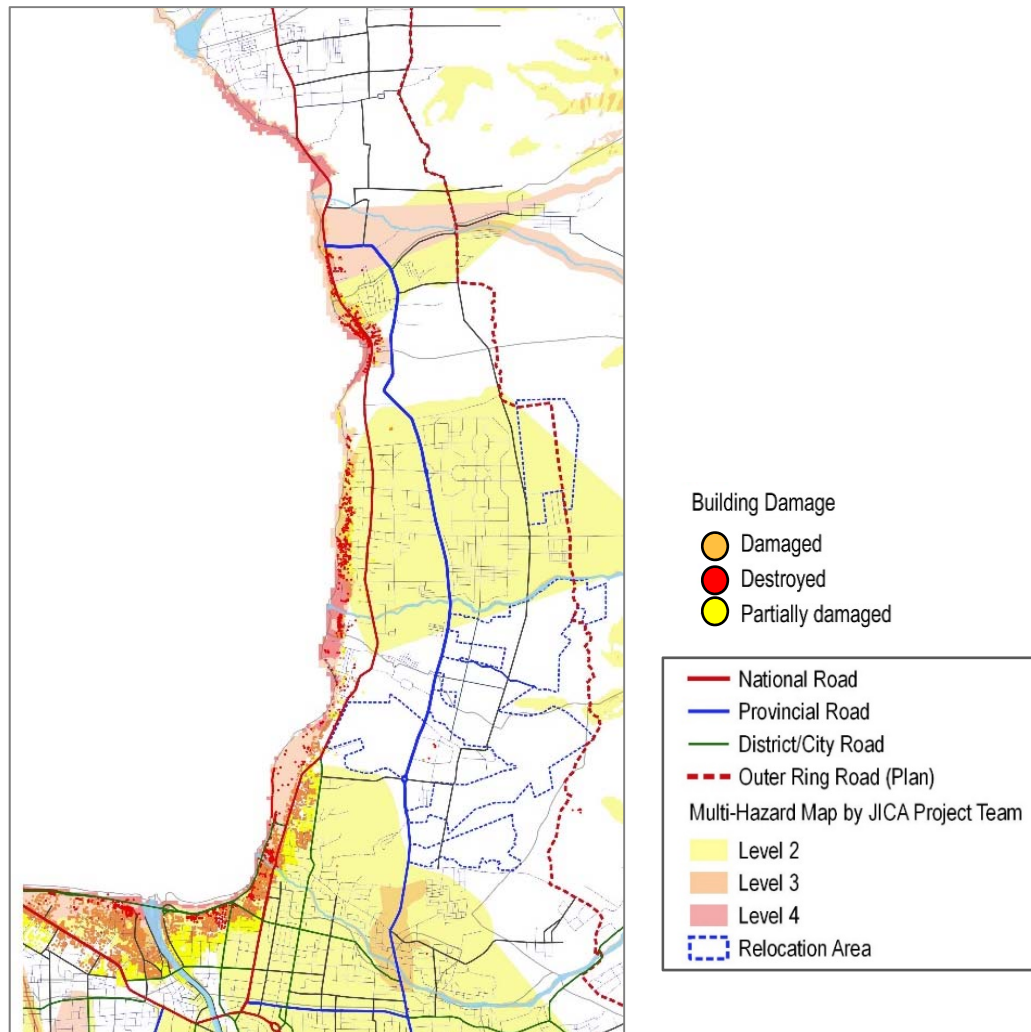 Building Damage
Damaged
Destroyed
Partially damaged
National Road
Provincial Road
District/City Road
Outer Ring Road (Plan)
Multi-Hazard Map by JICA Project Team
Level 2
Level 3
Level 4
Relocation Area